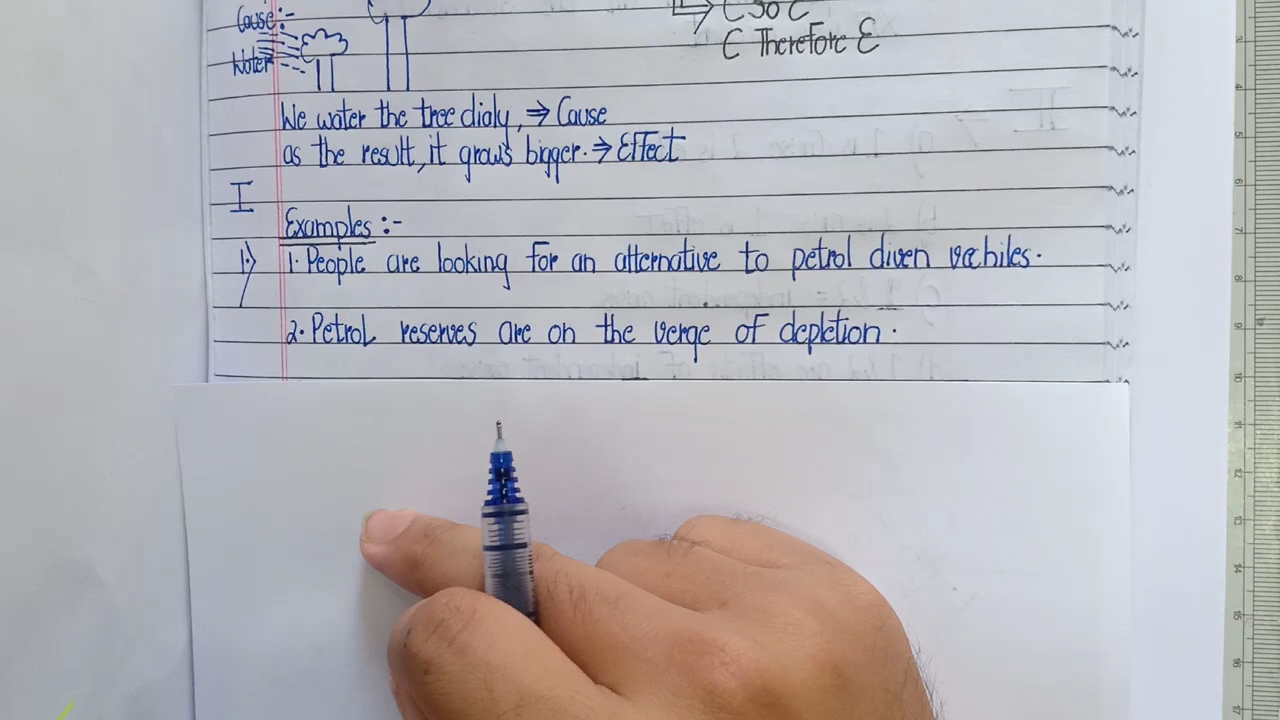 Cause:-
C so C
C Therefore E
Water
We water the tree dialy, ⇒ Cause
as the result, it grows bigger. ⇒ Effect
I
Examples :-
1.) 1. People are looking for an alternative to petrol diven vechiles.
2. Petrol reserves are on the verge of depletion.